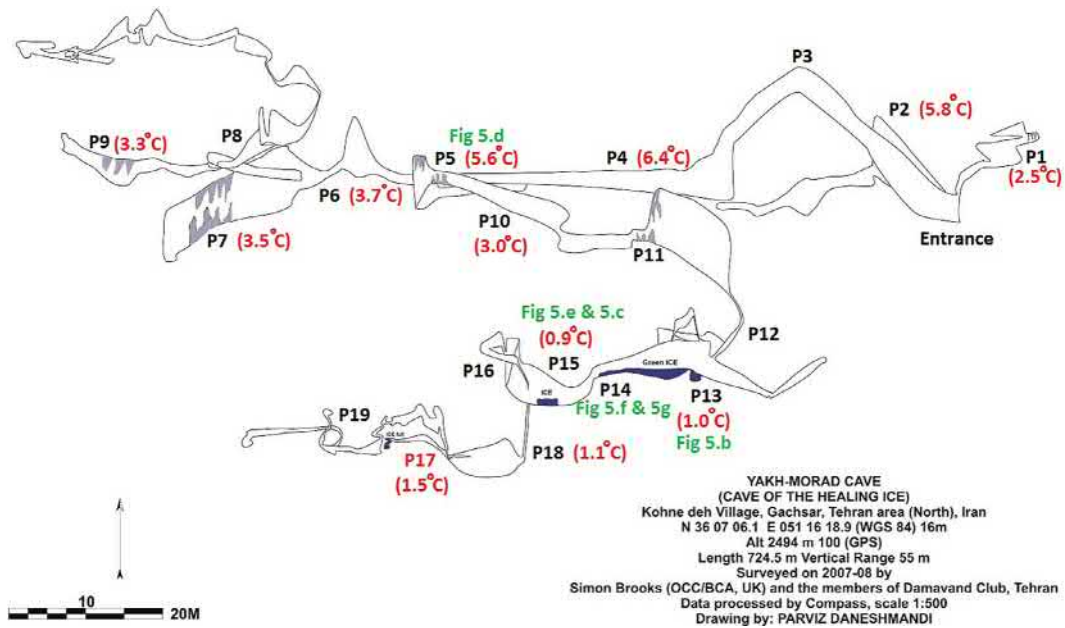 P3
P2 (5.8°C)
P1
(2.5°C)
Entrance
P4 (6.4°C)
Fig 5.d
P5 (5.6°C)
P9 (3.3°C)
P8
P6 (3.7°C)
P7 (3.5°C)
P10
(3.0°C)
P11
P12
Fig 5.e & 5.c
(0.9°C)
P15
P16
ICE
Green ICE
P14
P13
(1.0°C)
Fig 5.f & 5g
Fig 5.b
P19
P17
(1.5°C)
P18 (1.1°C)
10
20M
YAKH-MORAD CAVE
(CAVE OF THE HEALING ICE)
Kohne deh Village, Gachsar, Tehran area (North), Iran
N 36 07 06.1 E 051 16 18.9 (WGS 84) 16m
Alt 2494 m 100 (GPS)
Length 724.5 m Vertical Range 55 m
Surveyed on 2007-08 by
Simon Brooks (OCC/BCA, UK) and the members of Damavand Club, Tehran
Data processed by Compass, scale 1:500
Drawing by: PARVIZ DANESHMANDI